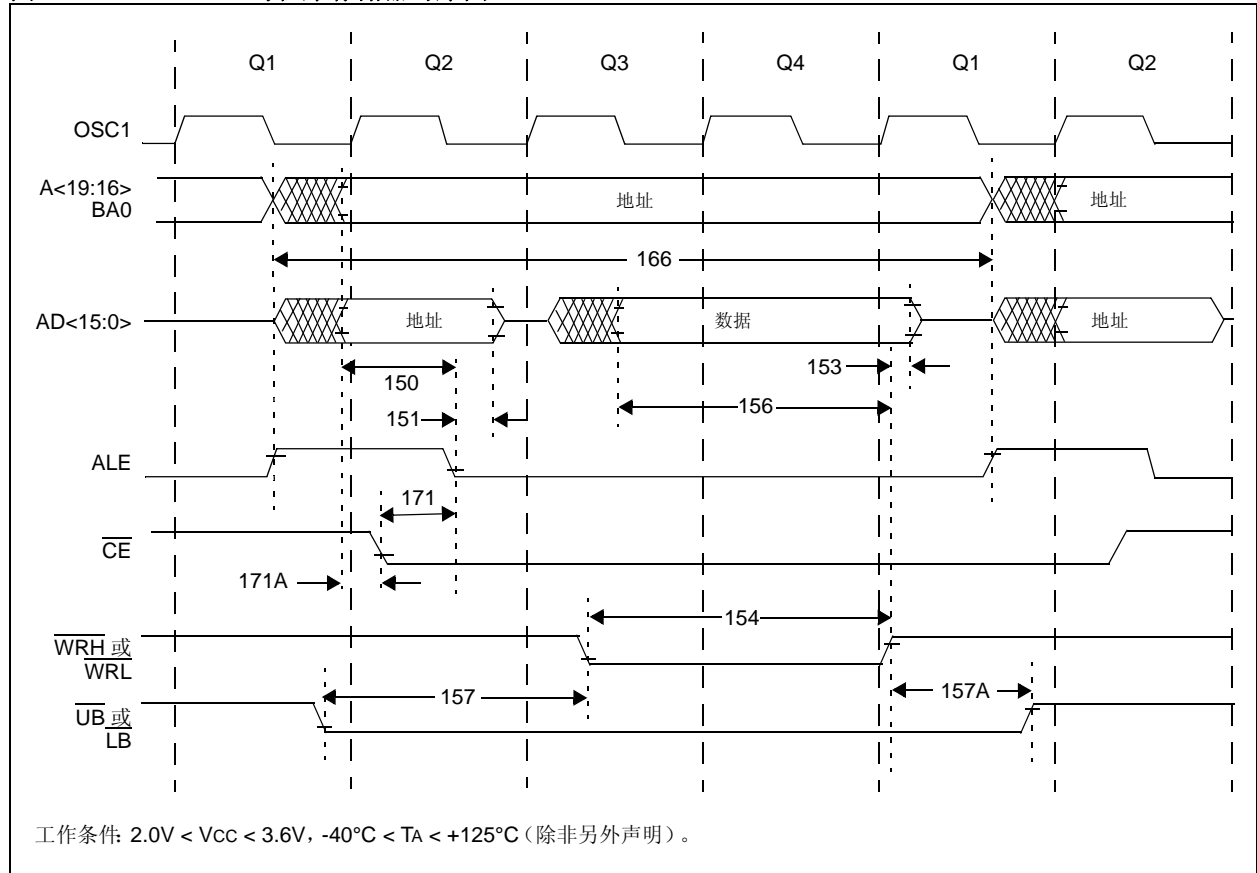 Q1 Q2 Q3 Q4 Q1 Q2
OSC1
A<19:16>
BA0
地址 地址
166
AD<15:0>
地址 数据 地址
150
153
151
156
ALE
171
CE
171A
154
WRH 或
WRL
157
157A
UB 或
LB
工作条件: 2.0V < VCC < 3.6V, -40°C < TA < +125°C(除非另外声明)。